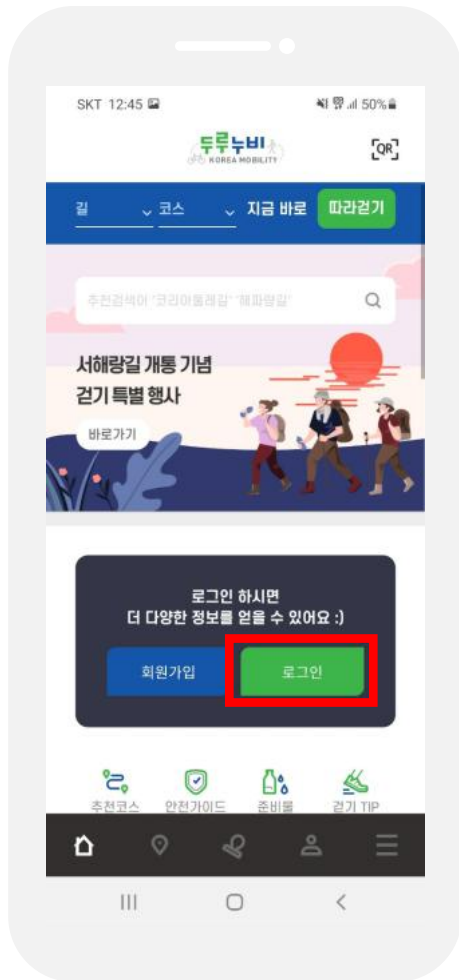 SKT 12:45 50%
두루누비
KOREA MOBILITY
QR
길 코스 지금 바로 따라걷기
추천검색어 '코리아둘레길' '해파랑길'
서해랑길 개통 기념
걷기 특별 행사
바로가기
로그인 하시면
더 다양한 정보를 얻을 수 있어요 :)
회원가입 로그인
추천코스 안전가이드 준비물 걷기 TIP